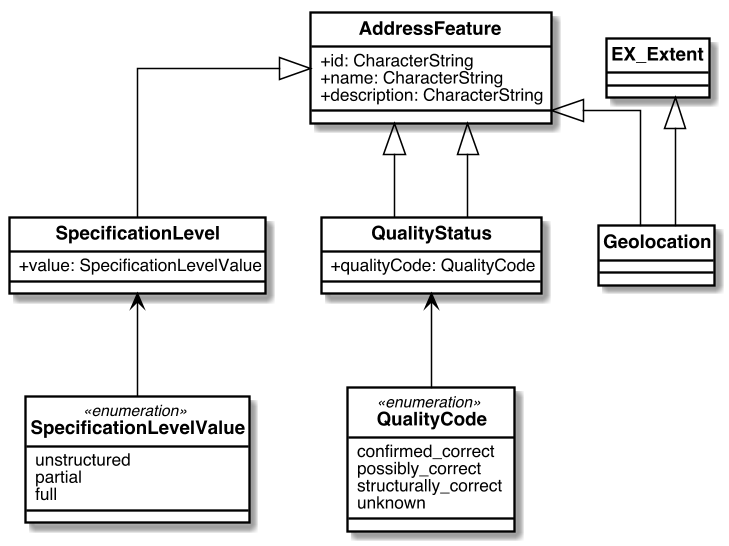 AddressFeature
+id: CharacterString
+name: CharacterString
+description: CharacterString
EX_Extent
SpecificationLevel
+value: SpecificationLevelValue
QualityStatus
+qualityCode: QualityCode
Geolocation
«enumeration»
SpecificationLevelValue
unstructured
partial
full
«enumeration»
QualityCode
confirmed_correct
possibly_correct
structurally_correct
unknown